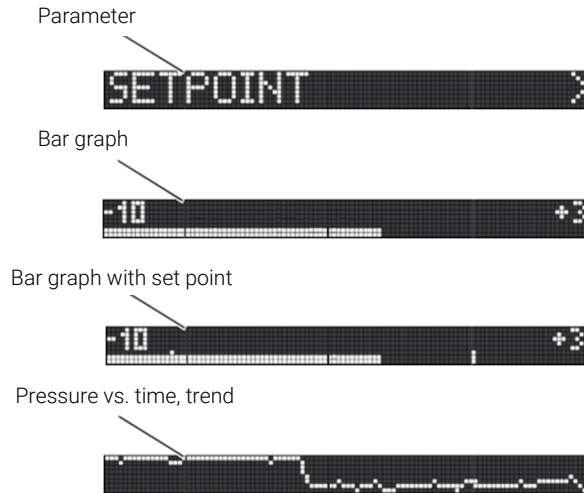 Parameter
SETPOINT >
Bar graph
-10 +3
Bar graph with set point
-10 +3
Pressure vs. time, trend